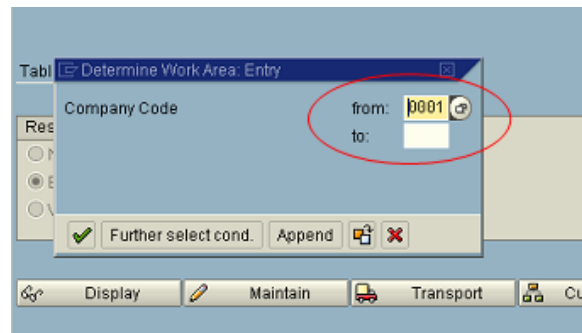 Tabl
Determine Work Area: Entry
Company Code from: 0001
to:
Res
Further select cond. Append
Display Maintain Transport Cu